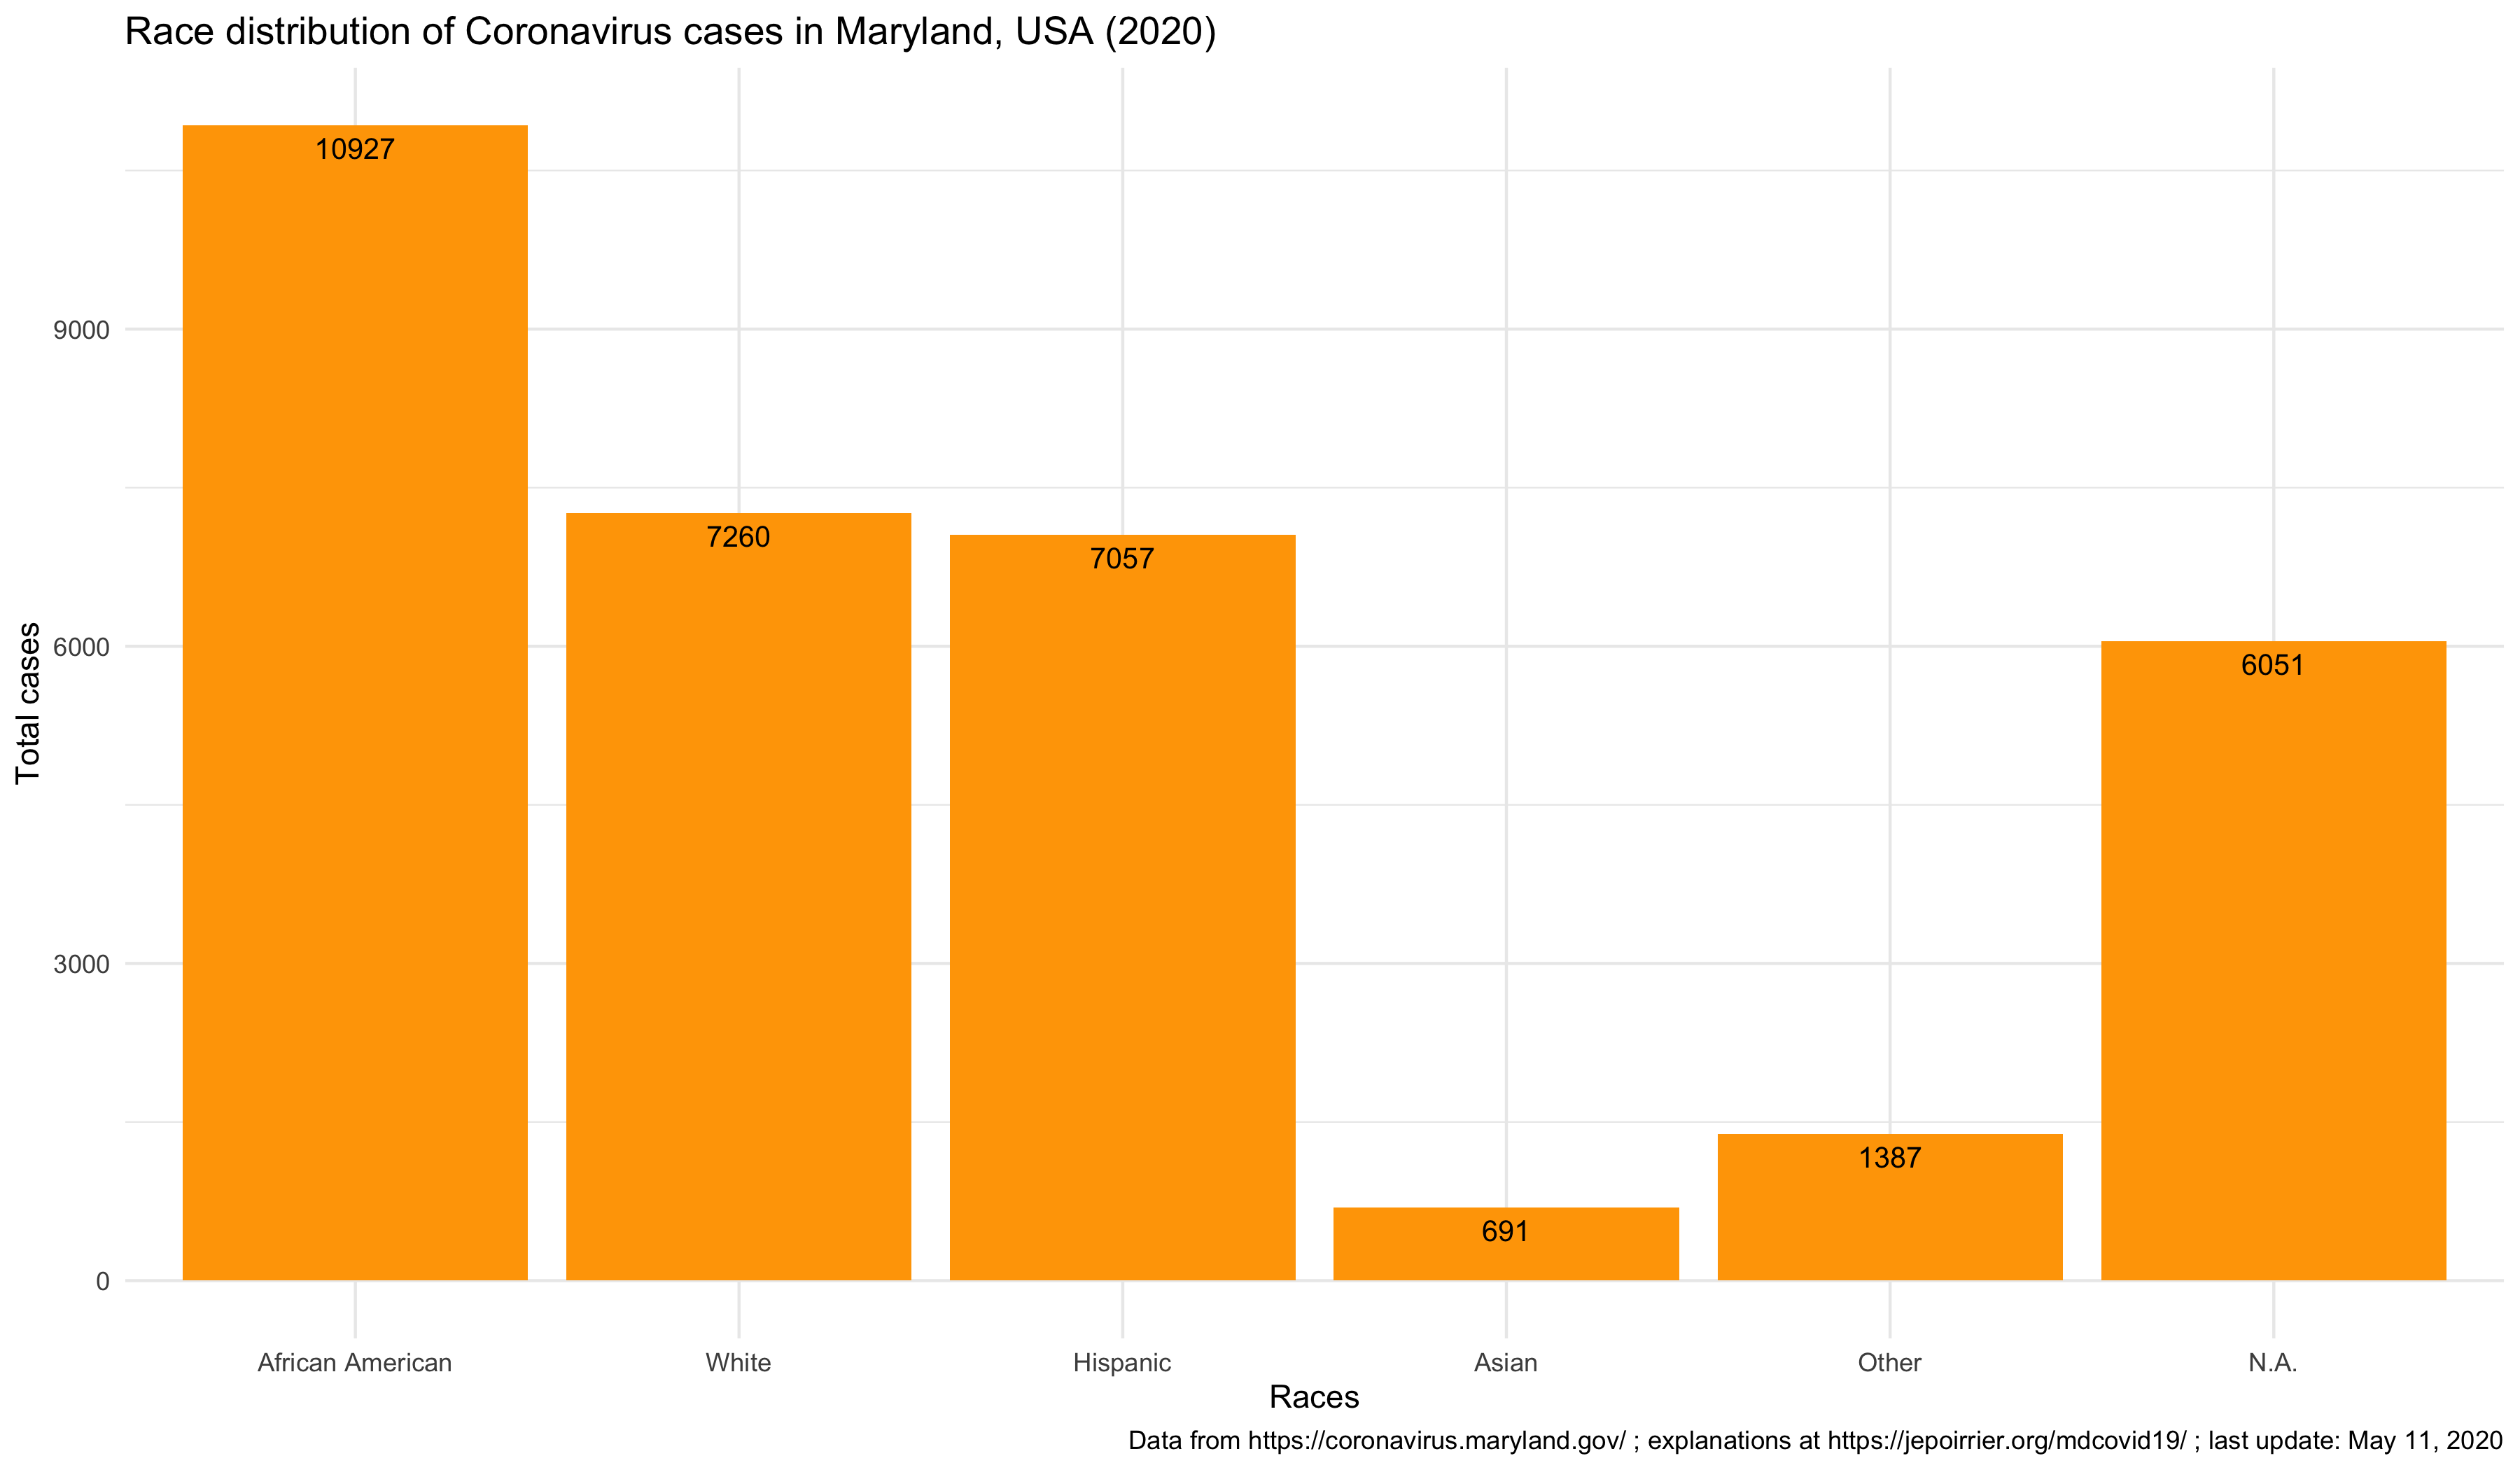 Race distribution of Coronavirus cases in Maryland, USA (2020)
10927
9000
7260
7057
Total cases
6000
6051
3000
1387
691
0
African American White Hispanic Asian Other N.A.
Races
Data from https://coronavirus.maryland.gov/ ; explanations at https://jepoirrier.org/mdcovid19/ ; last update: May 11, 2020